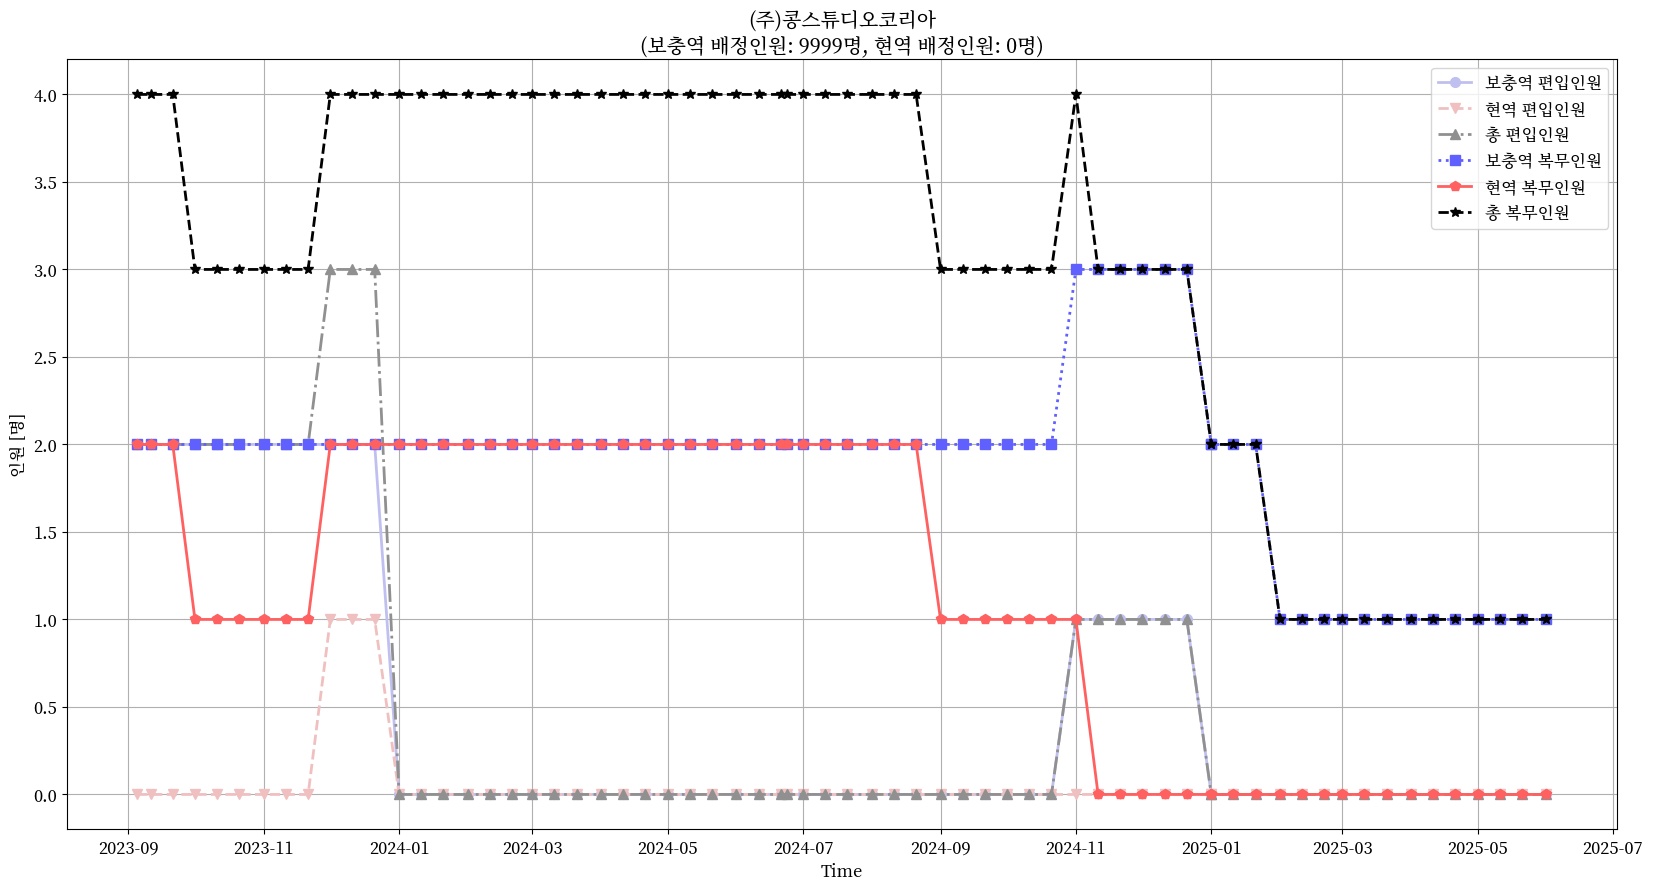 (주)콩스튜디오코리아
(보충역 배정인원: 9999명, 현역 배정인원: 0명)
보충역 편입인원
현역 편입인원
총 편입인원
보충역 복무인원
현역 복무인원
총 복무인원
인원 [명]
4.0
3.5
3.0
2.5
2.0
1.5
1.0
0.5
0.0
2023-09 2023-11 2024-01 2024-03 2024-05 2024-07 2024-09 2024-11 2025-01 2025-03 2025-05 2025-07
Time